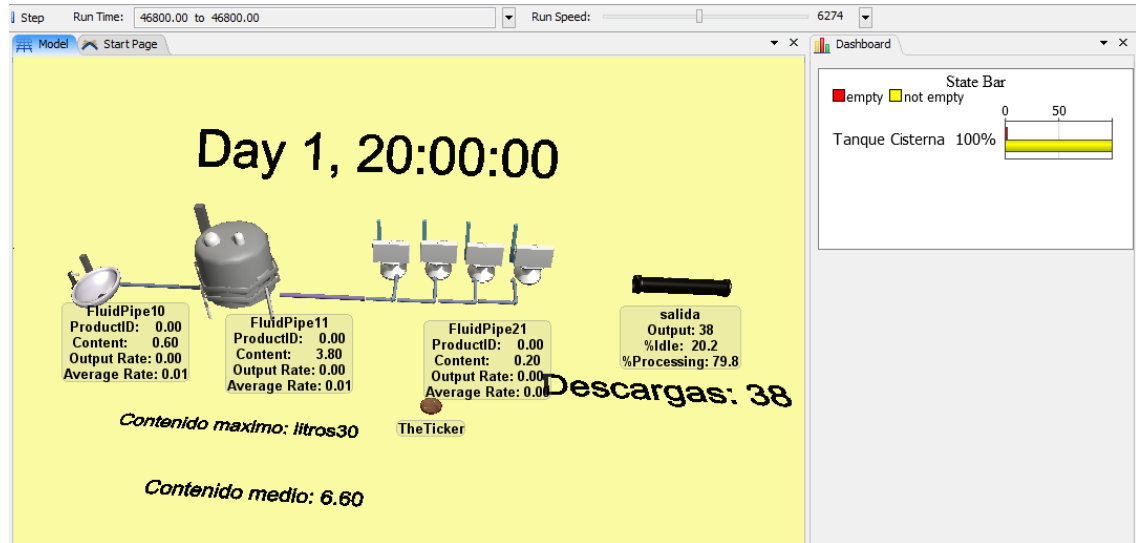 Step Run Time: 46800.00 to 46800.00 Run Speed: 6274
Model Start Page Dashboard
State Bar
empty not empty
0 50
Tanque Cisterna 100%
Day 1, 20:00:00
FluidPipe10
ProductID: 0.00
Content: 0.60
Output Rate: 0.00
Average Rate: 0.01
FluidPipe11
ProductID: 0.00
Content: 3.80
Output Rate: 0.00
Average Rate: 0.01
FluidPipe21
ProductID: 0.00
Content: 0.20
Output Rate: 0.00
Average Rate: 0.00
salida
Output: 38
%Idle: 20.2
%Processing: 79.8
Descargas: 38
TheTicker
Contenido maximo: litros30
Contenido medio: 6.60